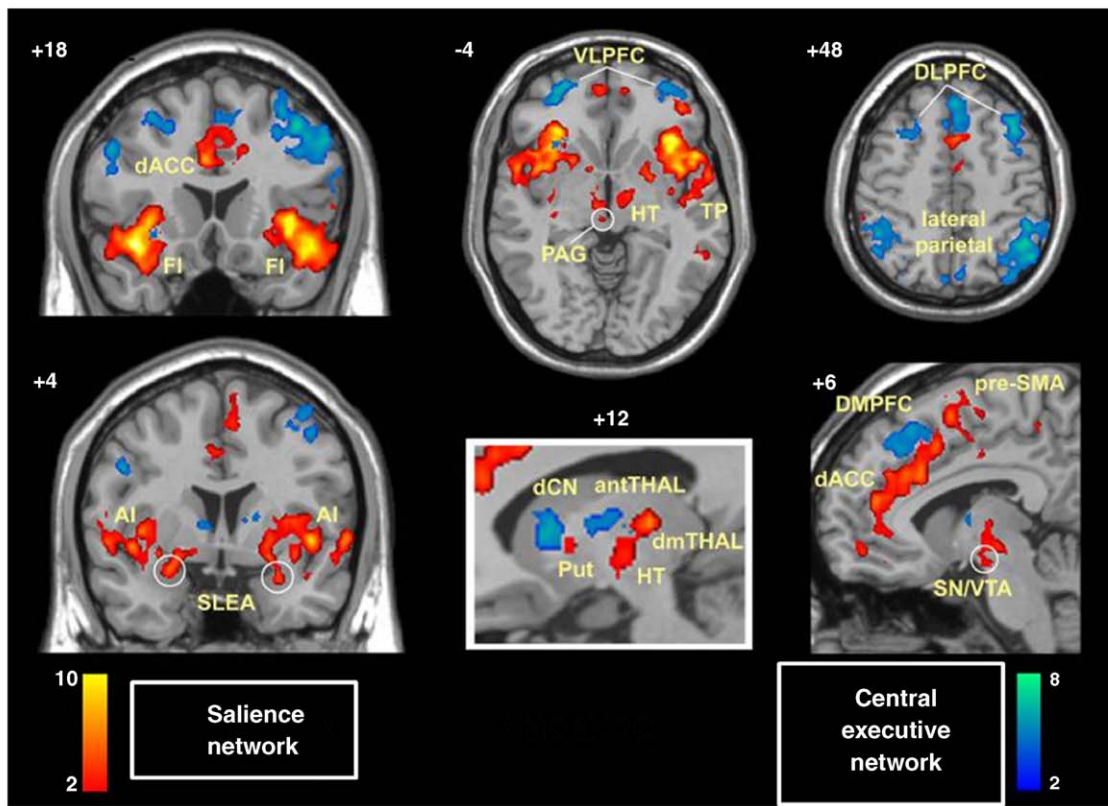 +18
dACC
FI
FI
-4
VLPFC
HT
TP
PAG
+48
DLPFC
lateral
parietal
+4
AI
AI
SLEA
+12
dCN
antTHAL
dmTHAL
Put
HT
+6
pre-SMA
DMPFC
dACC
SN/VTA
10
2
Salience
network
Central
executive
network
8
2